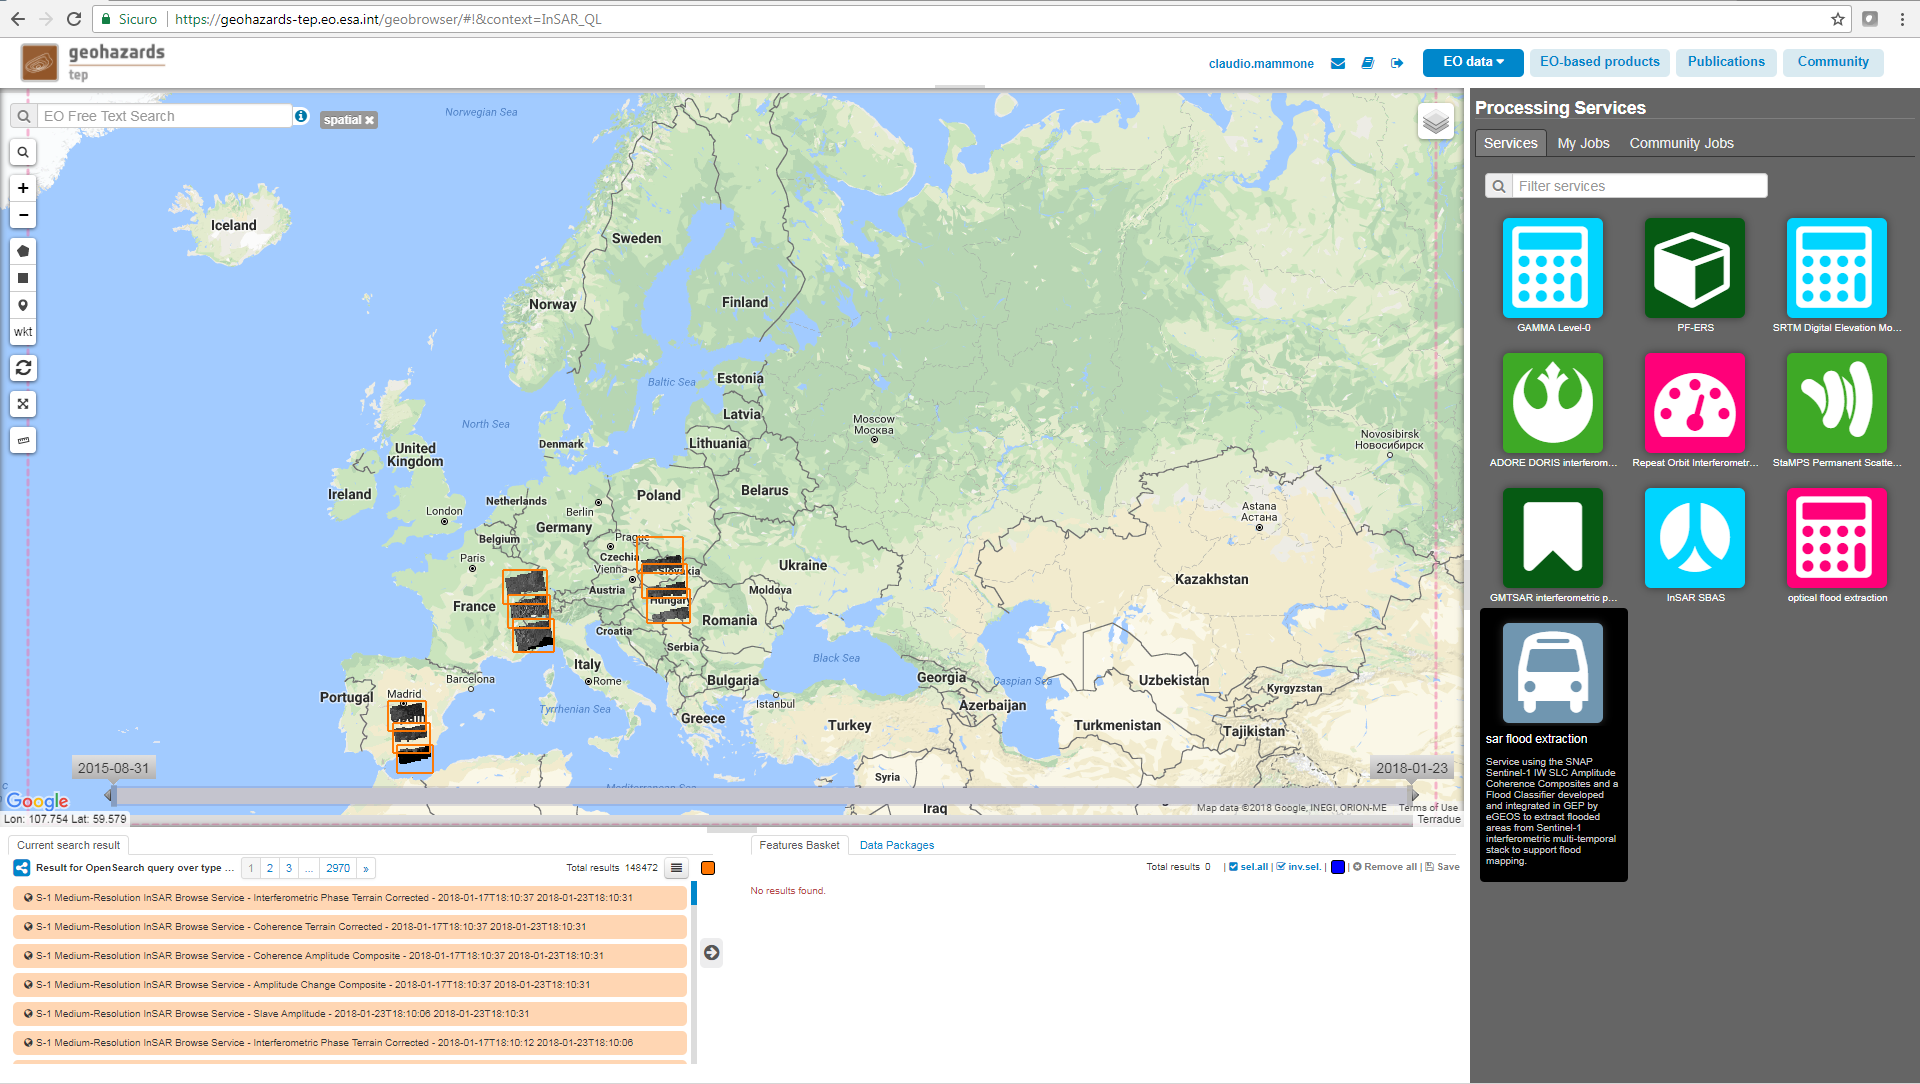 Sicuro
https://geohazards-tep.eo.esa.int/geobrowser/#!&context=InSAR_QL
geohazards
tep
claudio.mammone
EO data
EO-based products
Publications
Community
EO Free Text Search
spatial
wkt
Norwegian Sea
Iceland
Sweden
Norway
Finland
Baltic Sea
Estonia
Latvia
Lithuania
North Sea
Denmark
United
Kingdom
Ireland
London
Netherlands
Berlin
Poland
Belarus
Germany
Belgium
Prague
Czechia
Paris
Vienna
Slovakia
Austria
Hungary
France
Ukraine
Moldova
Romania
Croatia
Serbia
Italy
Rome
Bulgaria
Black Sea
Istanbul
Barcelona
Portugal
Madrid
Spain
Tyrrhenian Sea
Greece
Turkey
Georgia
Azerbaijan
Caspian Sea
Moscow
Москва
Novosibirsk
Новосибирск
Astana
Астана
Kazakhstan
Uzbekistan
Kyrgyzstan
Turkmenistan
Tajikistan
Syria
Iraq
Mediterranean Sea
2015-08-31
2018-01-23
Google
Map data ©2018 Google, INEGI, ORION-ME
Terms of Use
Lon: 107.754 Lat: 59.579
Terradue
Current search result
Result for OpenSearch query over type ...
1 2 3 ... 2970 »
Total results 148472
S-1 Medium-Resolution InSAR Browse Service - Interferometric Phase Terrain Corrected - 2018-01-17T18:10:37 2018-01-23T18:10:31
S-1 Medium-Resolution InSAR Browse Service - Coherence Terrain Corrected - 2018-01-17T18:10:37 2018-01-23T18:10:31
S-1 Medium-Resolution InSAR Browse Service - Coherence Amplitude Composite - 2018-01-17T18:10:37 2018-01-23T18:10:31
S-1 Medium-Resolution InSAR Browse Service - Amplitude Change Composite - 2018-01-17T18:10:37 2018-01-23T18:10:31
S-1 Medium-Resolution InSAR Browse Service - Slave Amplitude - 2018-01-23T18:10:06 2018-01-23T18:10:31
S-1 Medium-Resolution InSAR Browse Service - Interferometric Phase Terrain Corrected - 2018-01-17T18:10:12 2018-01-23T18:10:06
Features Basket
Data Packages
Total results 0 | sel.all | inv.sel. | | Remove all | Save
No results found.
Processing Services
Services
My Jobs
Community Jobs
Filter services
GAMMA Level-0
PF-ERS
SRTM Digital Elevation Mo...
ADORE DORIS interferom...
Repeat Orbit Interferometr...
StaMPS Permanent Scatte...
GMTSAR interferometric p...
InSAR SBAS
optical flood extraction
sar flood extraction
Service using the SNAP
Sentinel-1 IW SLC Amplitude
Coherence Composites and a
Flood Classifier developed
and integrated in GEP by
eGEOS to extract flooded
areas from Sentinel-1
interferometric multi-temporal
stack to support flood
mapping.